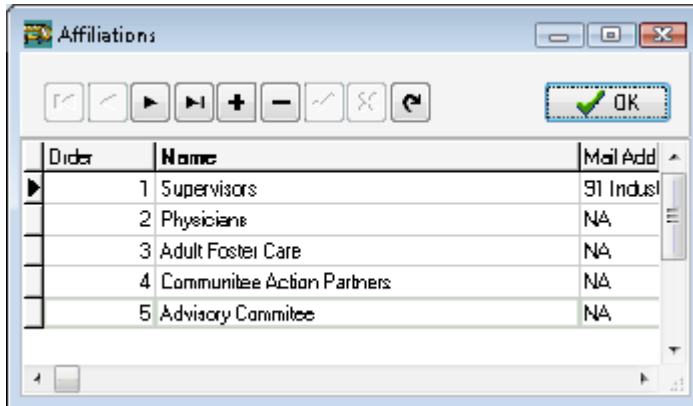 Affiliations
OK
Order Name Mail Add
1 Supervisors 91 Indust
2 Physicians NA
3 Adult Foster Care NA
4 Communitee Action Partners NA
5 Advisory Commitee NA